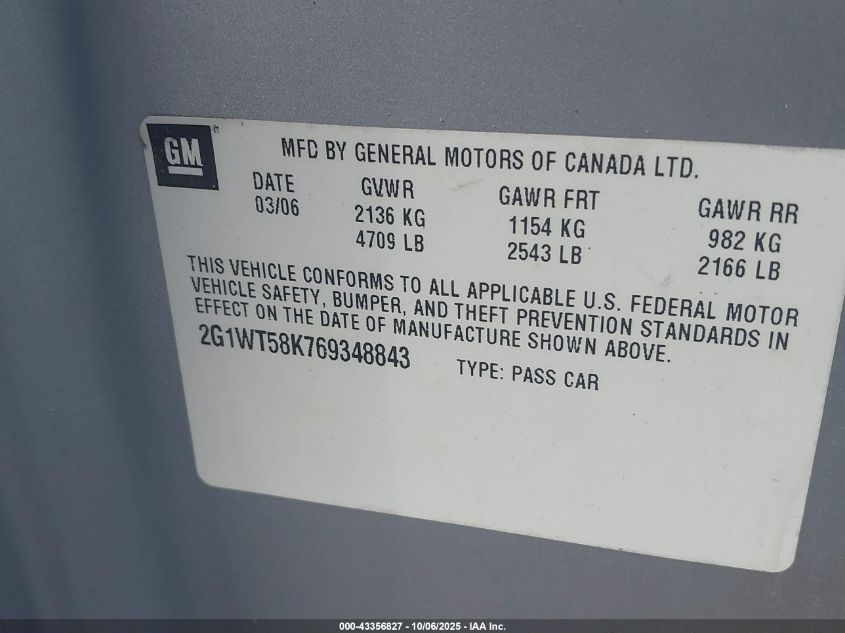 GM ®
MFD BY GENERAL MOTORS OF CANADA LTD.
DATE GVWR GAWR FRT GAWR RR
03/06 2136 KG 1154 KG 982 KG
4709 LB 2543 LB 2166 LB
THIS VEHICLE CONFORMS TO ALL APPLICABLE U.S. FEDERAL MOTOR
VEHICLE SAFETY, BUMPER, AND THEFT PREVENTION STANDARDS IN
EFFECT ON THE DATE OF MANUFACTURE SHOWN ABOVE.
2G1WT58K769348843 TYPE: PASS CAR
000-43356827 - 10/06/2025 - IAA Inc.